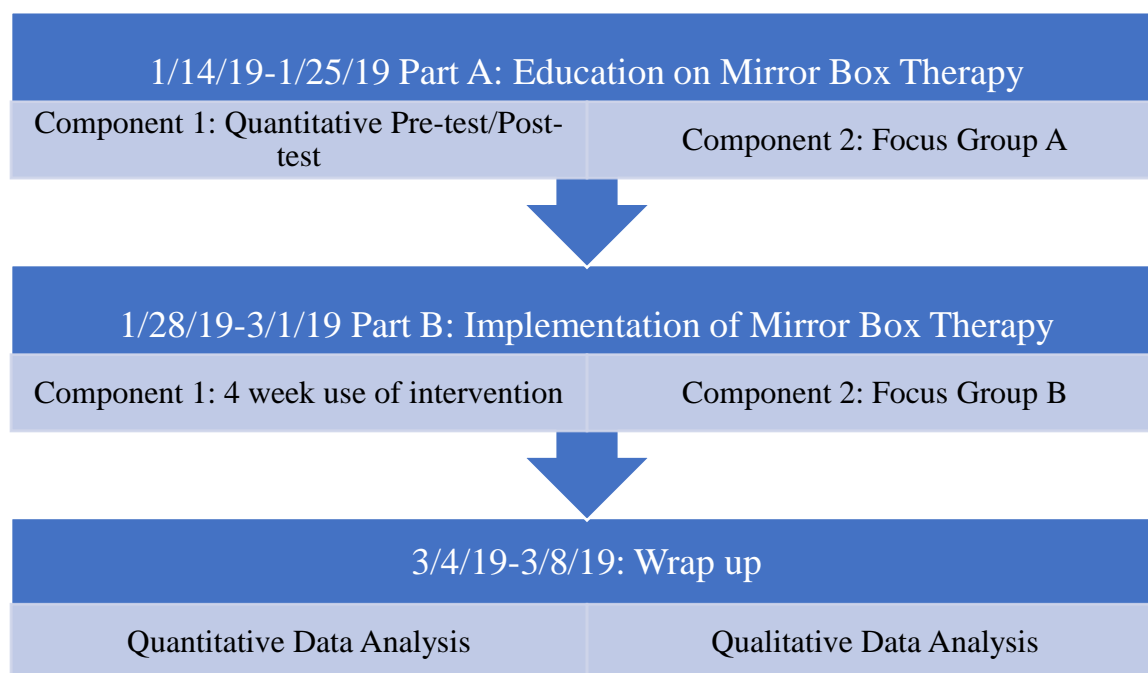 1/14/19-1/25/19 Part A: Education on Mirror Box Therapy
Component 1: Quantitative Pre-test/Post-
test
Component 2: Focus Group A
1/28/19-3/1/19 Part B: Implementation of Mirror Box Therapy
Component 1: 4 week use of intervention
Component 2: Focus Group B
3/4/19-3/8/19: Wrap up
Quantitative Data Analysis
Qualitative Data Analysis